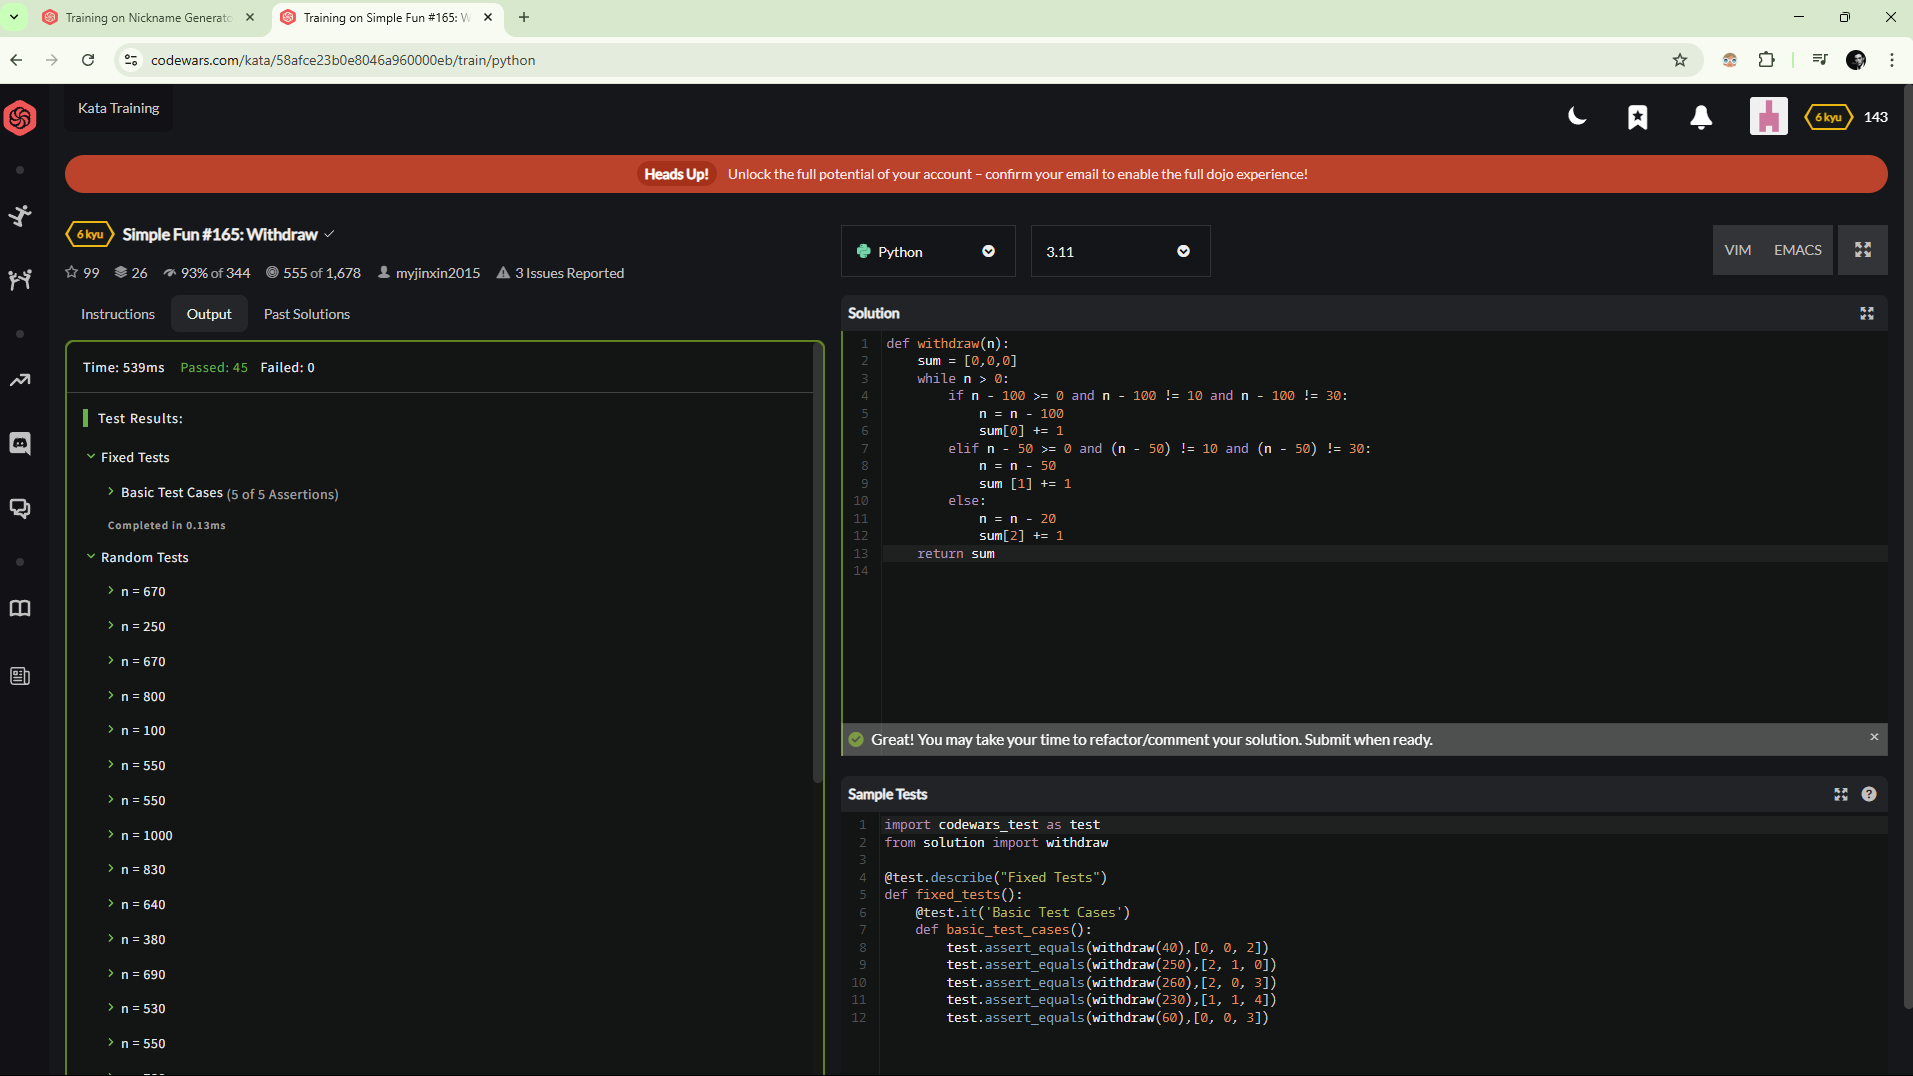 Training on Nickname Generato
Training on Simple Fun #165: W
codewars.com/kata/58afce23b0e8046a960000eb/train/python
Kata Training
6 kyu
143
Heads Up! Unlock the full potential of your account – confirm your email to enable the full dojo experience!
6 kyu Simple Fun #165: Withdraw
99 26 93% of 344 555 of 1,678 myjinxin2015 3 Issues Reported
Instructions Output Past Solutions
Time: 539ms Passed: 45 Failed: 0
Test Results:
Fixed Tests
Basic Test Cases (5 of 5 Assertions)
Completed in 0.13ms
Random Tests
n = 670
n = 250
n = 670
n = 800
n = 100
n = 550
n = 550
n = 1000
n = 830
n = 640
n = 380
n = 690
n = 530
n = 550
Python
3.11
VIM EMACS
Solution
1 def withdraw(n):
2 sum = [0,0,0]
3 while n > 0:
4 if n - 100 >= 0 and n - 100 != 10 and n - 100 != 30:
5 n = n - 100
6 sum[0] += 1
7 elif n - 50 >= 0 and (n - 50) != 10 and (n - 50) != 30:
8 n = n - 50
9 sum [1] += 1
10 else:
11 n = n - 20
12 sum[2] += 1
13 return sum
14
Great! You may take your time to refactor/comment your solution. Submit when ready.
Sample Tests
1 import codewars_test as test
2 from solution import withdraw
3
4 @test.describe("Fixed Tests")
5 def fixed_tests():
6 @test.it('Basic Test Cases')
7 def basic_test_cases():
8 test.assert_equals(withdraw(40),[0, 0, 2])
9 test.assert_equals(withdraw(250),[2, 1, 0])
10 test.assert_equals(withdraw(260),[2, 0, 3])
11 test.assert_equals(withdraw(230),[1, 1, 4])
12 test.assert_equals(withdraw(60),[0, 0, 3])